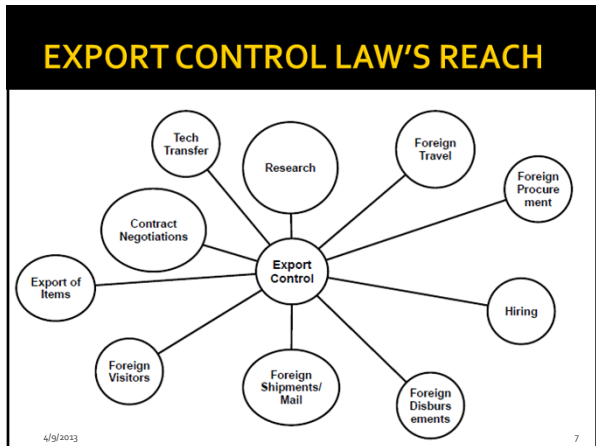 EXPORT CONTROL LAW'S REACH
Tech
Transfer
Research
Foreign
Travel
Foreign
Procure
ment
Contract
Negotiations
Export
Control
Export of
Items
Hiring
Foreign
Visitors
Foreign
Shipments/
Mail
Foreign
Disburs
ements
4/9/2013
7